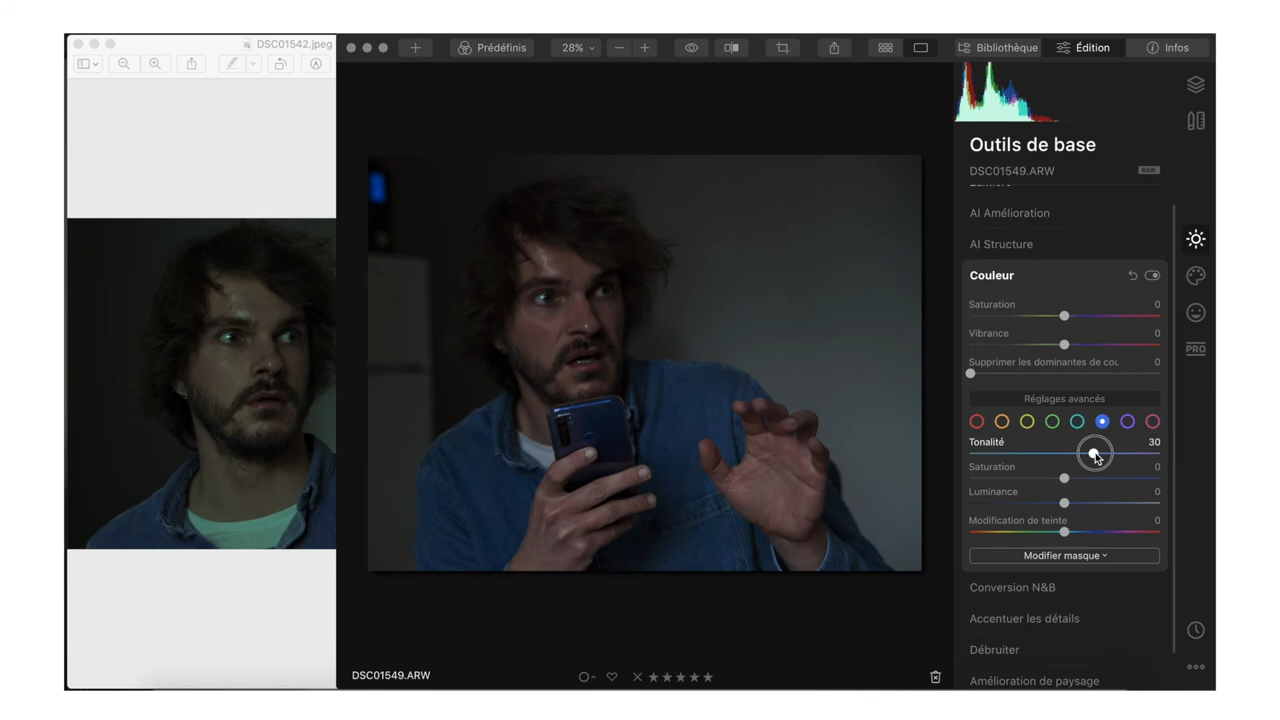 DSC01542.jpeg
Prédéfinis
28%
Bibliothèque
Édition
Infos
Outils de base
DSC01549.ARW
RAW
AI Amélioration
AI Structure
Couleur
Saturation 0
Vibrance 0
Supprimer les dominantes de cou 0
Réglages avancés
Tonalité 30
Saturation 0
Luminance 0
Modification de teinte 0
Modifier masque
Conversion N&B
Accentuer les détails
Débruiter
Amélioration de paysage
PRO
DSC01549.ARW